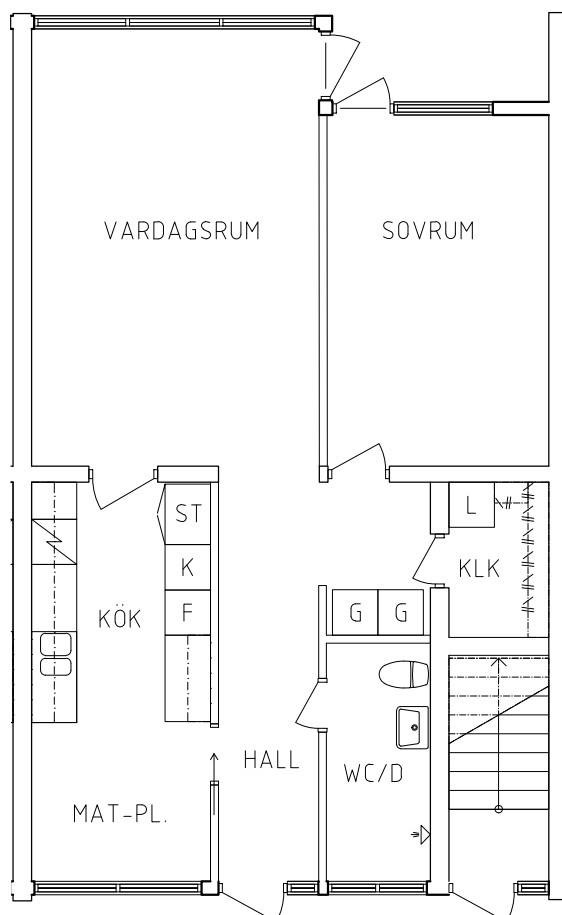 VARDAGSRUM
SOVRUM
ST
L
K
KLK
F
KÖK
G G
HALL
WC/D
MAT-PL.